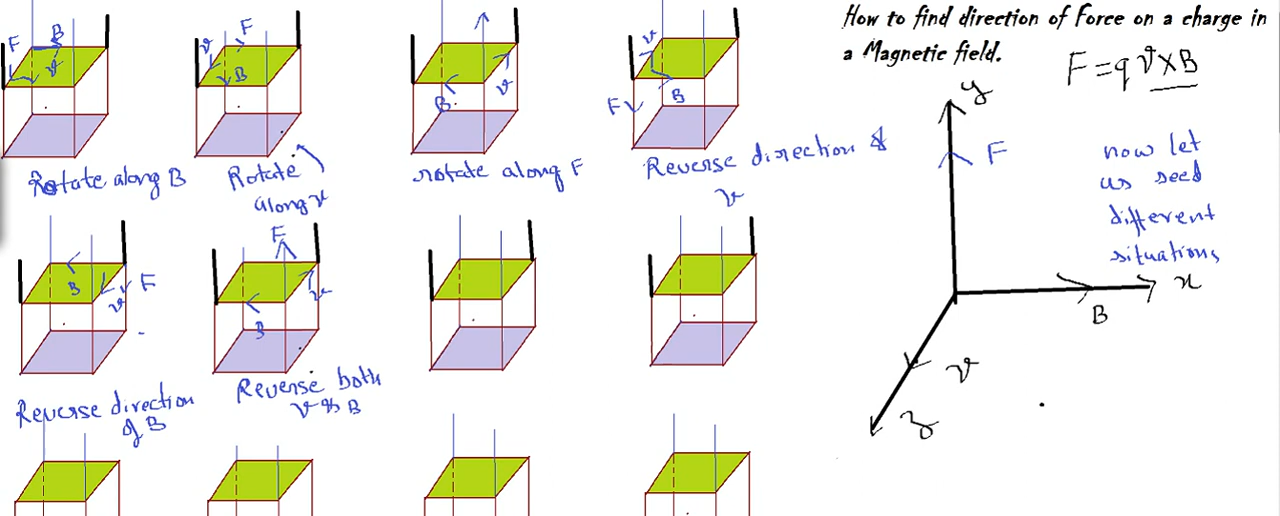 How to find direction of Force on a charge in
a Magnetic field.
F = q v × B
F B v
v F B
B v
v B F
Rotate along B
Rotate
along v
rotate along F
Reverse direction of
v
B v F
F B v
Reverse direction
of B
Reverse both
v & B
y
F
x
B
v
z
now let
us seed
different
situations